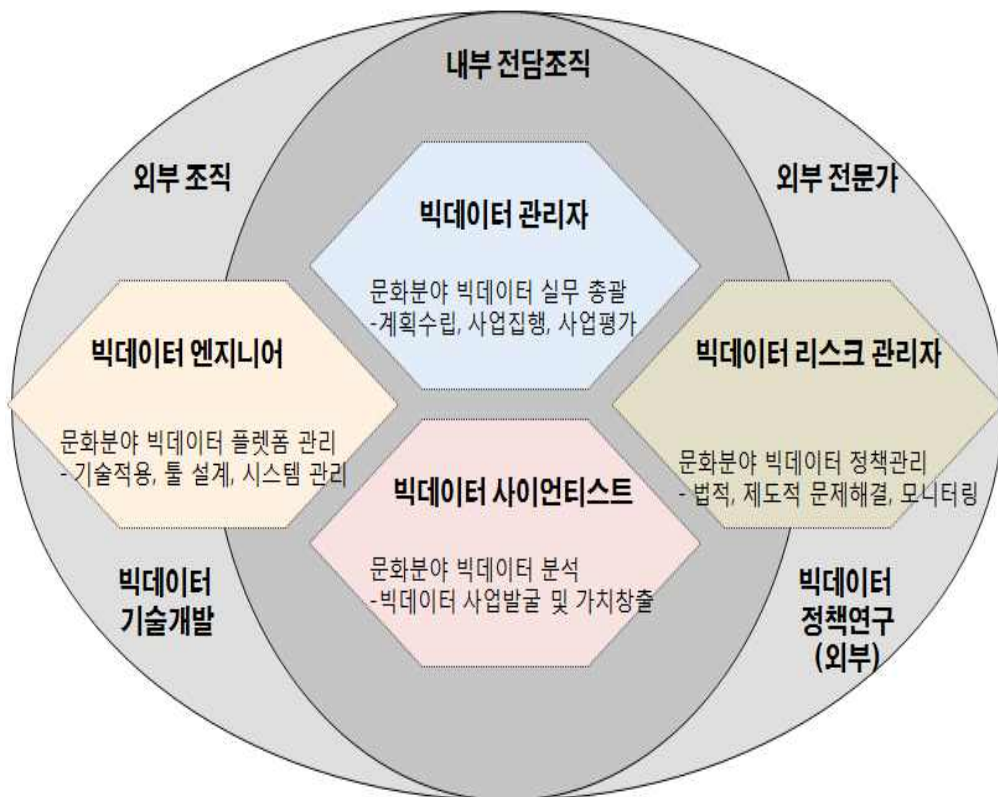 내부 전담조직
외부 조직
외부 전문가
빅데이터 관리자
문화분야 빅데이터 실무 총괄
-계획수립, 사업집행, 사업평가
빅데이터 엔지니어
문화분야 빅데이터 플렛폼 관리
- 기술적용, 툴 설계, 시스템 관리
빅데이터 리스크 관리자
문화분야 빅데이터 정책관리
- 법적, 제도적 문제해결, 모니터링
빅데이터 사이언티스트
문화분야 빅데이터 분석
-빅데이터 사업발굴 및 가치창출
빅데이터
기술개발
빅데이터
정책연구
(외부)